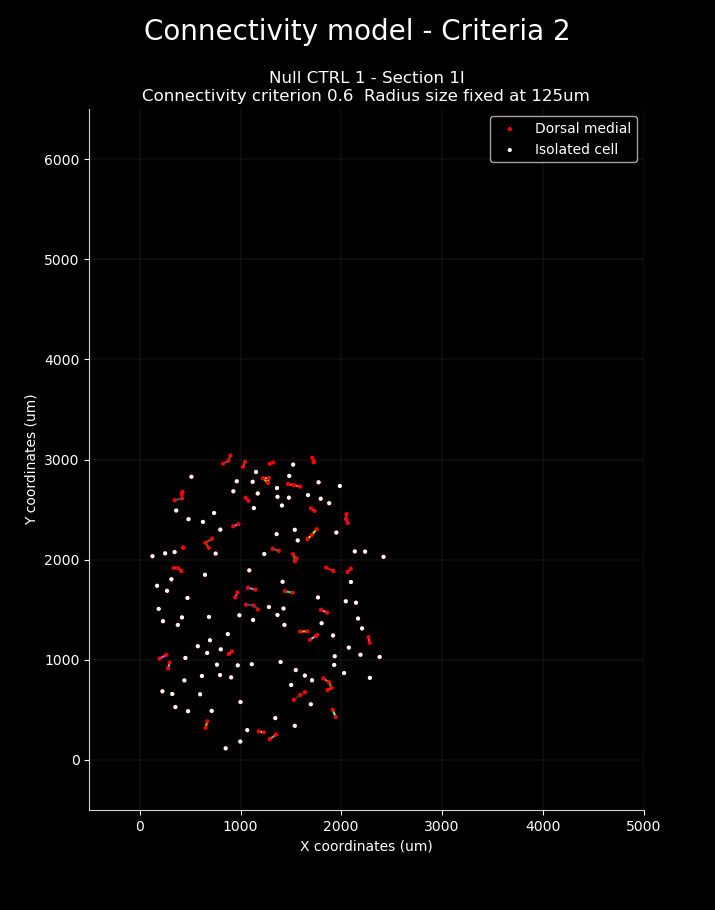 Connectivity model - Criteria 2
Null CTRL 1 - Section 1l
Connectivity criterion 0.6  Radius size fixed at 125um
Dorsal medial
Isolated cell
6000
5000
4000
3000
2000
1000
0
Y coordinates (um)
0 1000 2000 3000 4000 5000
X coordinates (um)